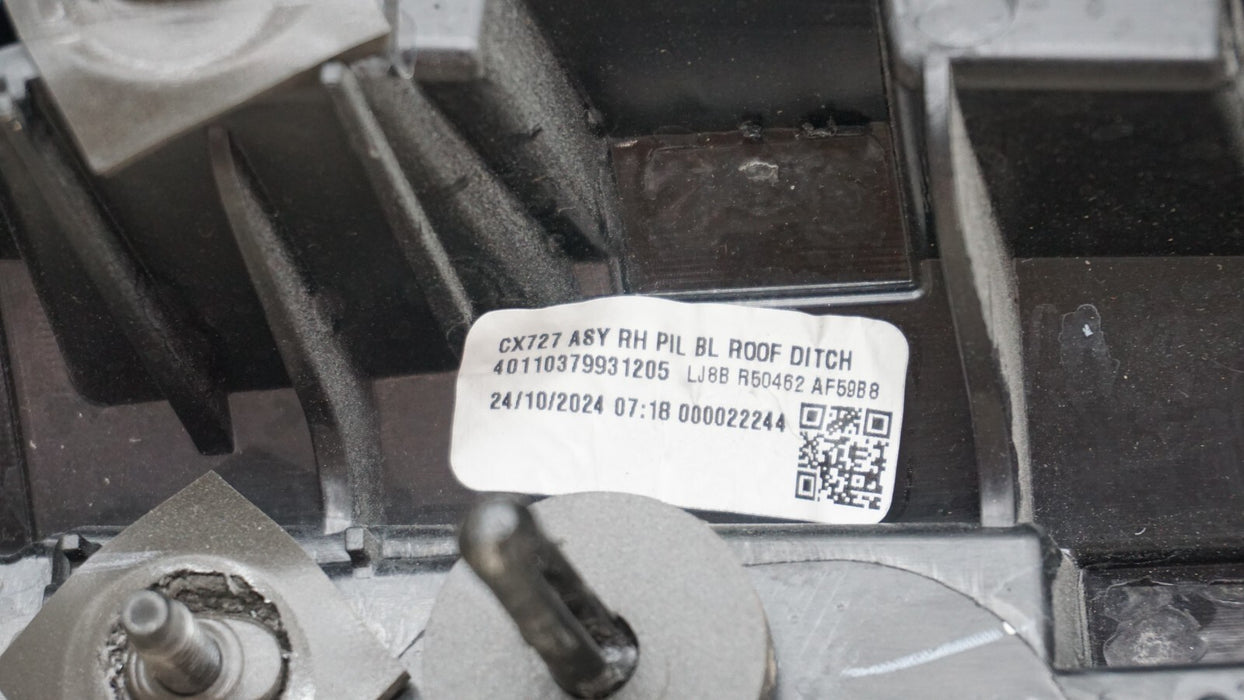 CX727 ASY RH PIL BL ROOF DITCH
40110379931205 LJ8B R50462 AF59B8
24/10/2024 07:18 000022244